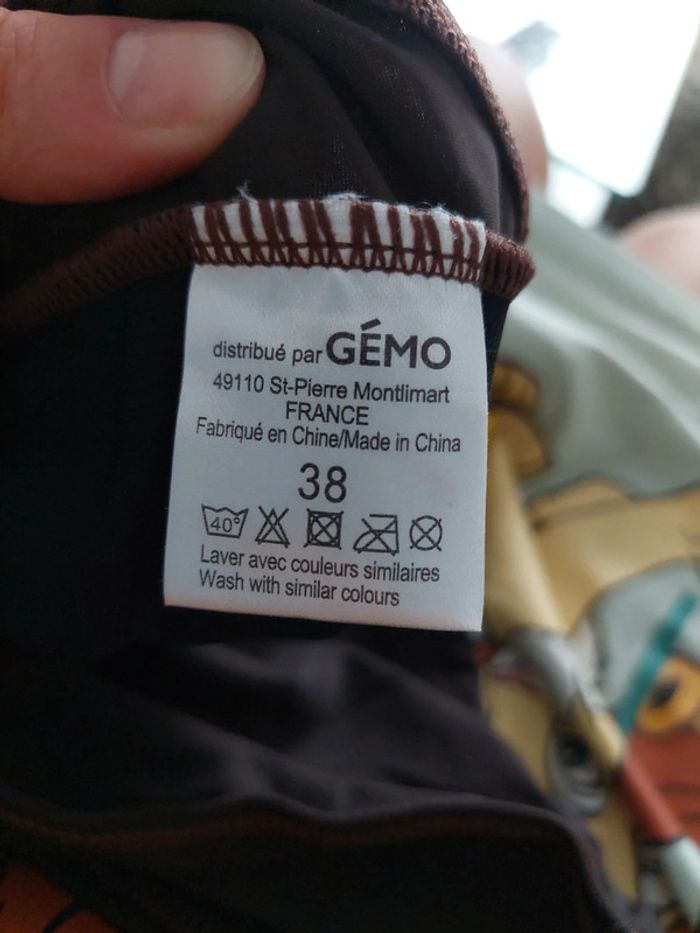 distribué par GÉMO
49110 St-Pierre Montlimart
FRANCE
Fabriqué en Chine/Made in China
38
40°
Laver avec couleurs similaires
Wash with similar colours